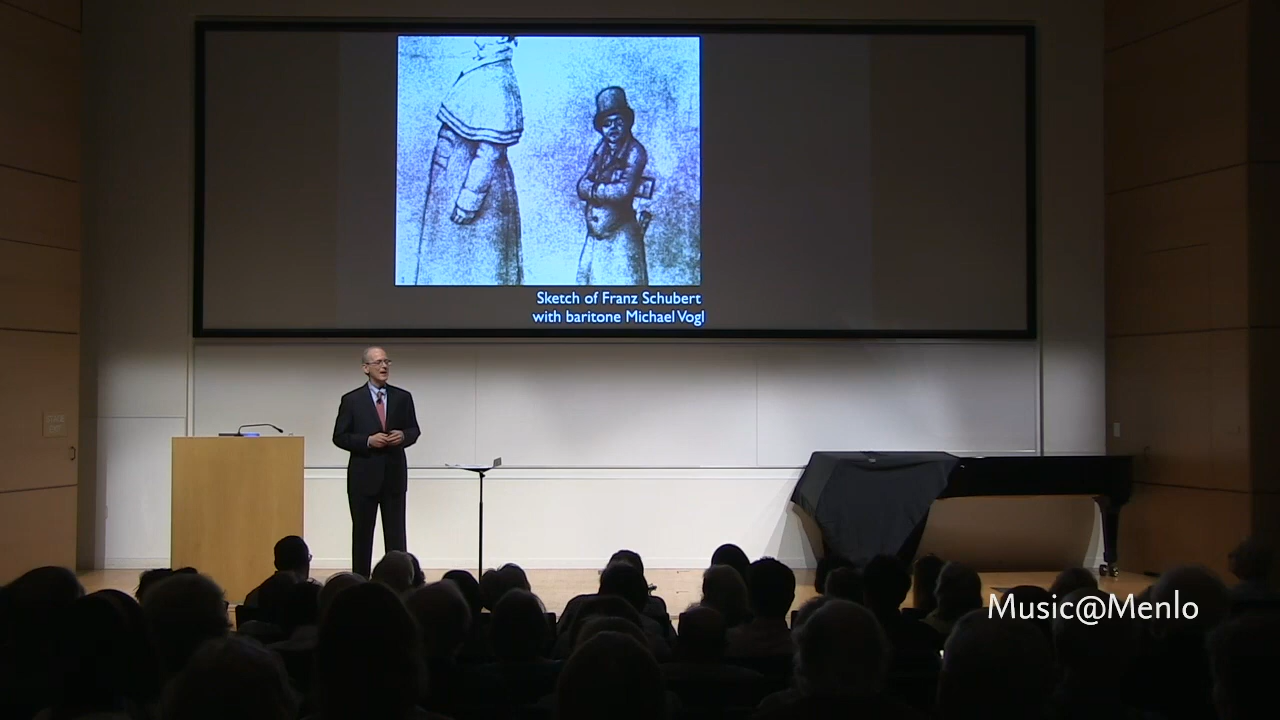 Sketch of Franz Schubert
with baritone Michael Vogl
Music@Menlo